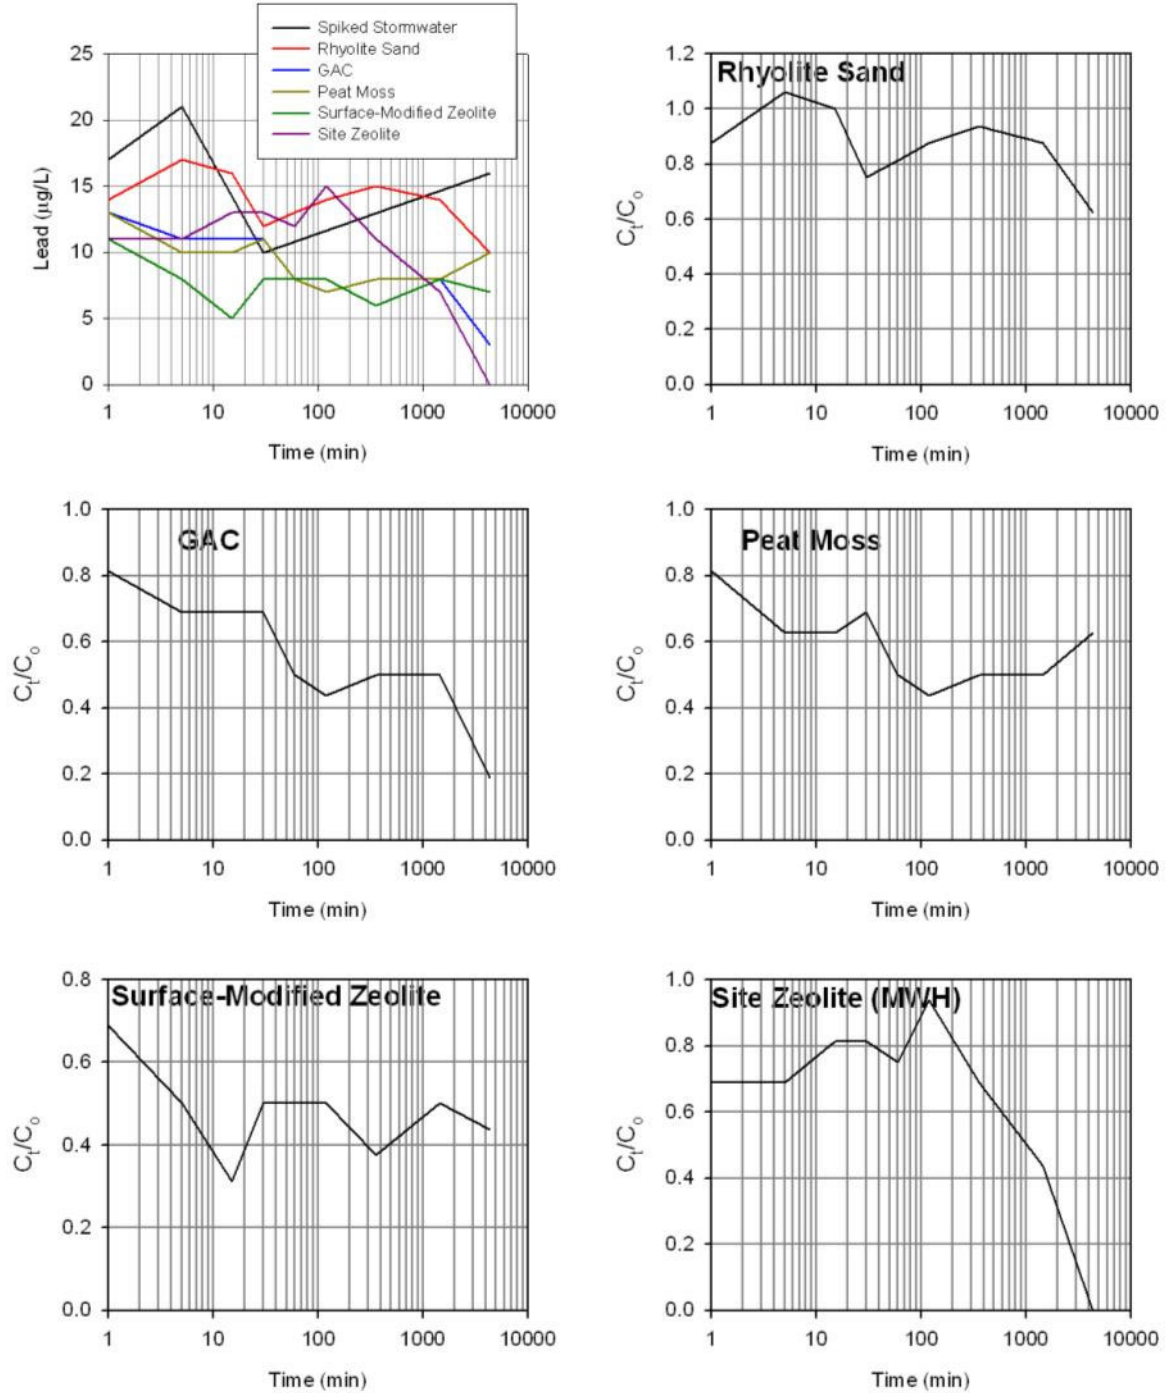 Spiked Stormwater
Rhyolite Sand
GAC
Peat Moss
Surface-Modified Zeolite
Site Zeolite
25
20
15
10
5
0
Lead (µg/L)
1 10 100 1000 10000
Time (min)
Rhyolite Sand
1.2
1.0
0.8
0.6
0.4
0.2
0.0
Ct/Co
1 10 100 1000 10000
Time (min)
GAC
1.0
0.8
0.6
0.4
0.2
0.0
Ct/Co
1 10 100 1000 10000
Time (min)
Peat Moss
1.0
0.8
0.6
0.4
0.2
0.0
Ct/Co
1 10 100 1000 10000
Time (min)
Surface-Modified Zeolite
0.8
0.6
0.4
0.2
0.0
Ct/Co
1 10 100 1000 10000
Time (min)
Site Zeolite (MWH)
1.0
0.8
0.6
0.4
0.2
0.0
Ct/Co
1 10 100 1000 10000
Time (min)